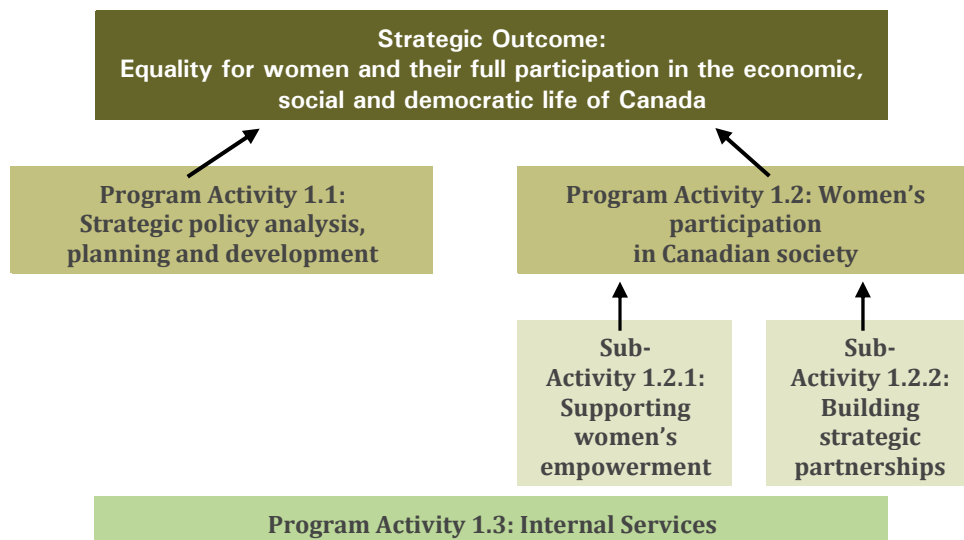 Strategic Outcome:
Equality for women and their full participation in the economic,
social and democratic life of Canada
Program Activity 1.1:
Strategic policy analysis,
planning and development
Program Activity 1.2: Women’s
participation
in Canadian society
Sub-
Activity 1.2.1:
Supporting
women’s
empowerment
Sub-
Activity 1.2.2:
Building
strategic
partnerships
Program Activity 1.3: Internal Services